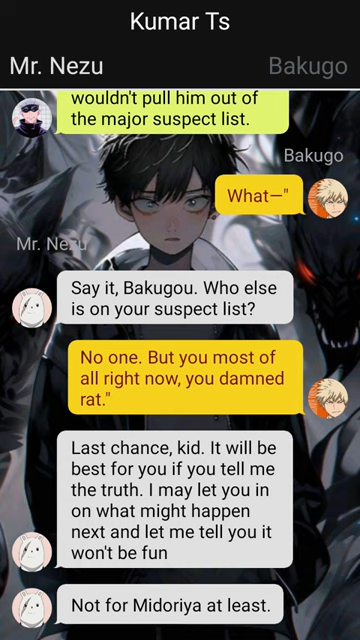 Kumar Ts
Mr. Nezu
Bakugo
wouldn't pull him out of
the major suspect list.
Bakugo
What—"
Mr. Nezu
Say it, Bakugou. Who else
is on your suspect list?
No one. But you most of
all right now, you damned
rat."
Last chance, kid. It will be
best for you if you tell me
the truth. I may let you in
on what might happen
next and let me tell you it
won't be fun
Not for Midoriya at least.